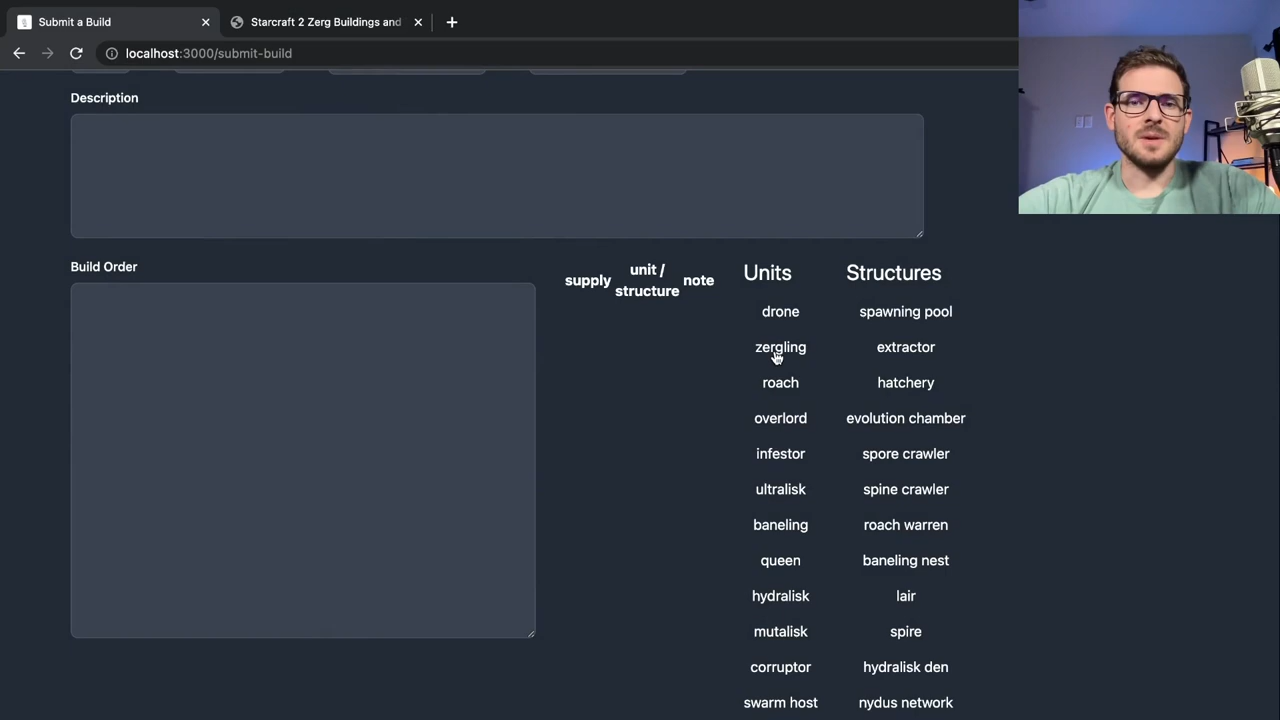 Submit a Build
Starcraft 2 Zerg Buildings and
localhost:3000/submit-build
Description
Build Order
supply
unit /
structure
note
Units
drone
zergling
roach
overlord
infestor
ultralisk
baneling
queen
hydralisk
mutalisk
corruptor
swarm host
Structures
spawning pool
extractor
hatchery
evolution chamber
spore crawler
spine crawler
roach warren
baneling nest
lair
spire
hydralisk den
nydus network